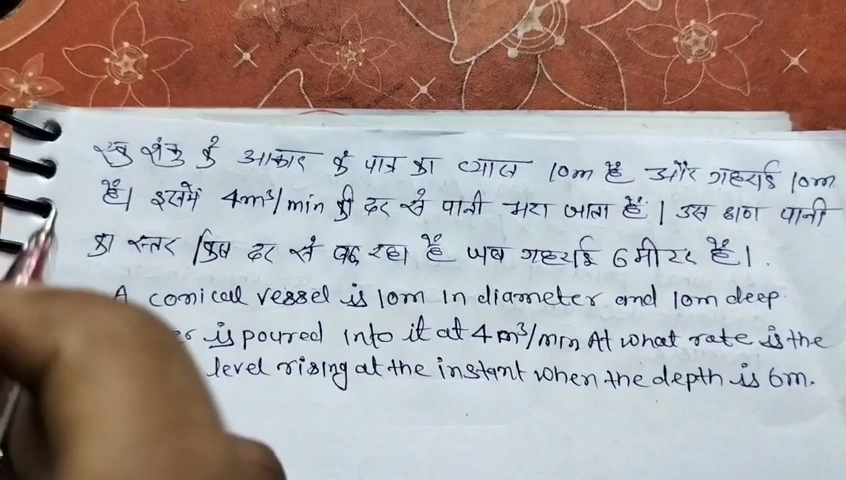 एक शंकु के आकार के पात्र का व्यास 10m है और गहराई 10m
है। इसमें 4m³/min की दर से पानी भरा जाता है। उस क्षण पानी
का स्तर किस दर से बढ़ रहा है जब गहराई 6 मीटर है।.
A conical vessel is 10m In diameter and 10m deep.
er is poured into it at 4m³/min At what rate is the
level rising at the instant when the depth is 6m.